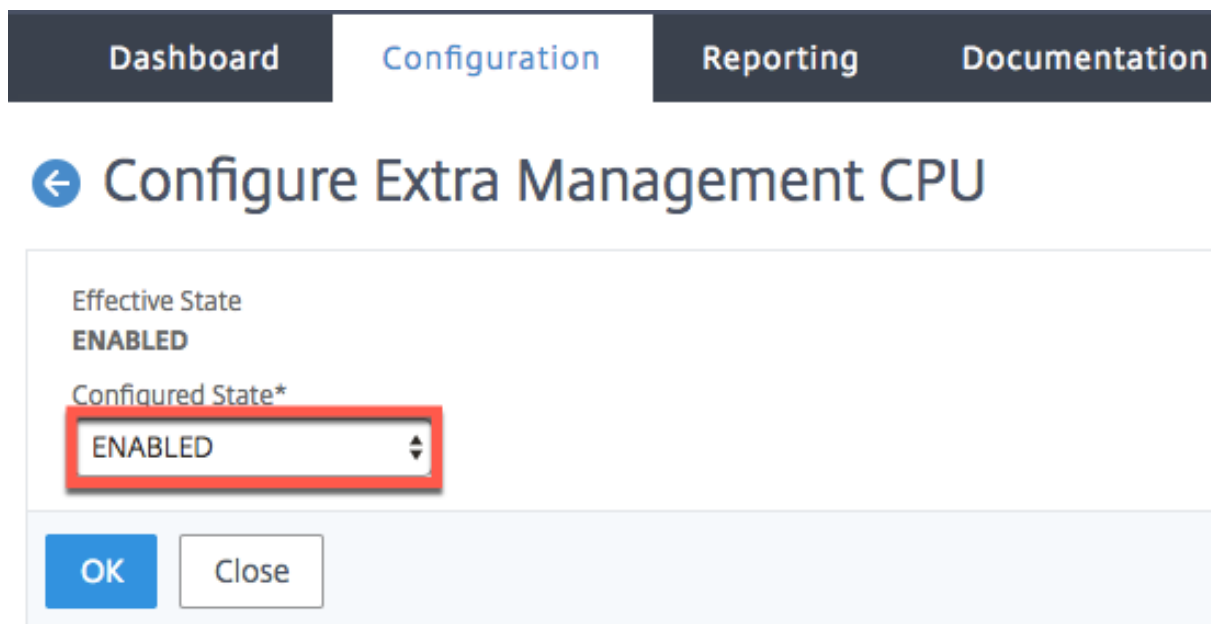 Dashboard Configuration Reporting Documentation
Configure Extra Management CPU
Effective State
ENABLED
Configured State*
ENABLED
OK Close